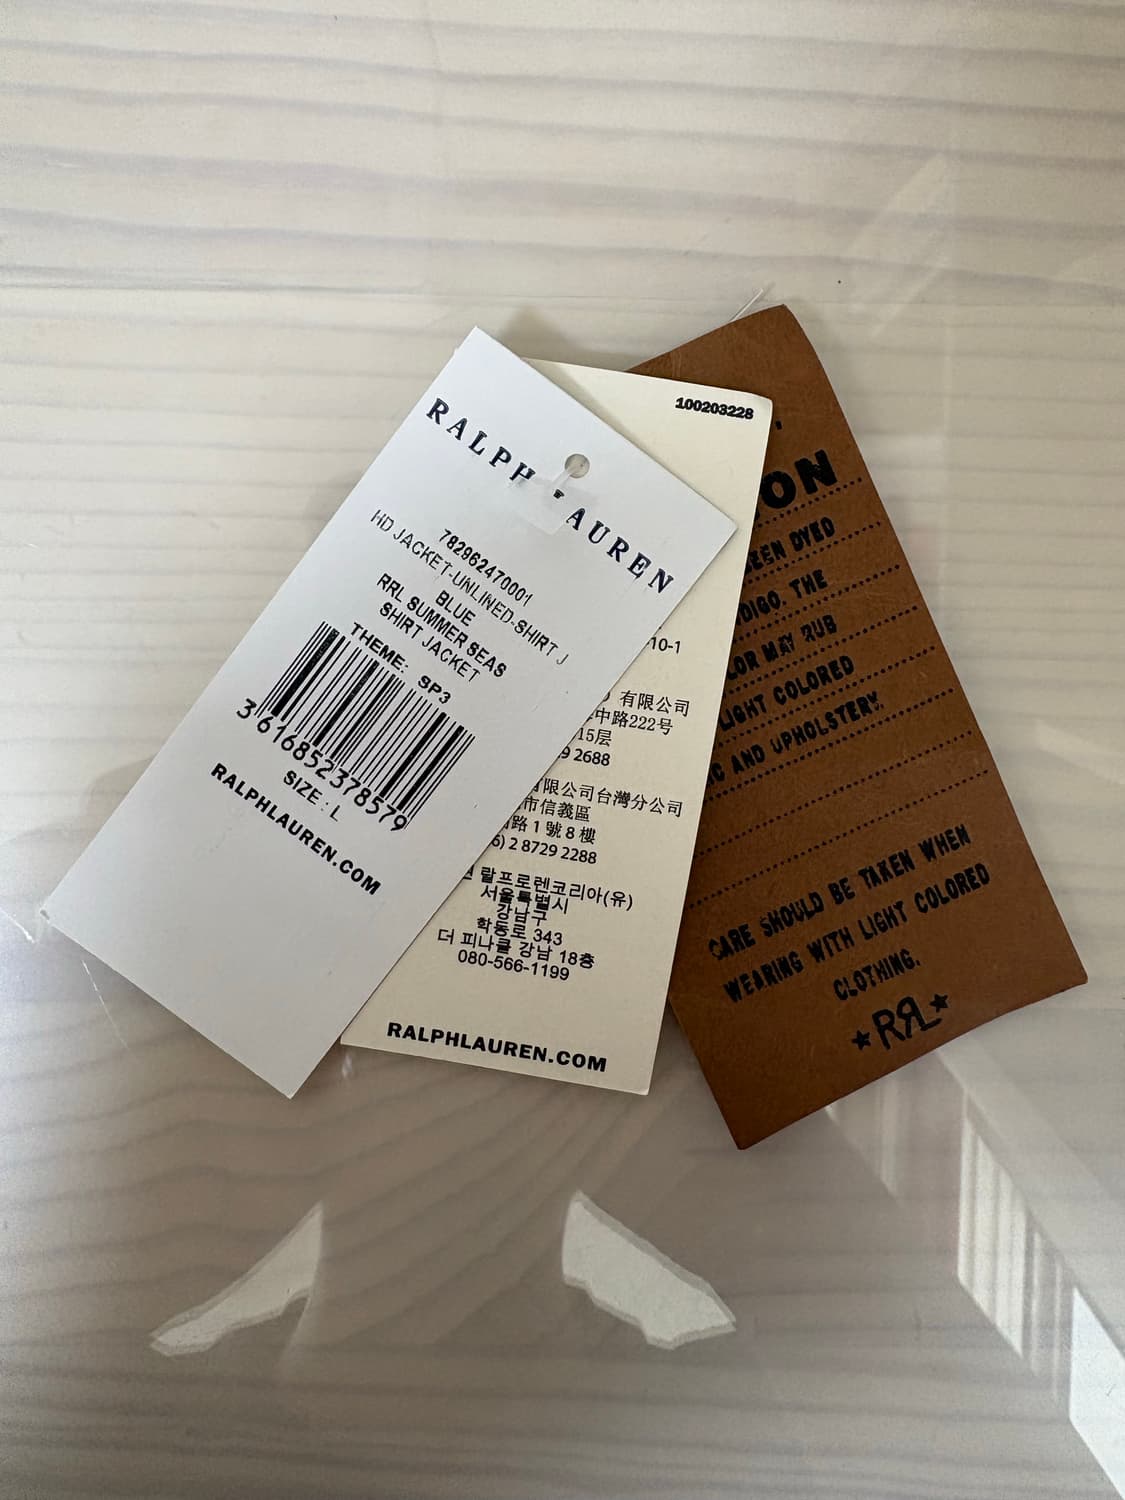 RALPH LAUREN
782962470001
HD JACKET-UNLINED-SHIRT J
BLUE
RRL SUMMER SEAS
SHIRT JACKET
THEME: SP3
3616852378579
SIZE : L
RALPHLAUREN.COM
100203228
10-1
有限公司
中路222号
15层
9 2688
有限公司台灣分公司
市信義區
路 1 號 8 樓
6) 2 8729 2288
랄프로렌코리아(유)
서울특별시
강남구
학동로 343
더 피나클 강남 18층
080-566-1199
RALPHLAUREN.COM
ON
EEN DYED
DIGO. THE
LOR MAY RUB
LIGHT COLORED
IC AND UPHOLSTERY.
CARE SHOULD BE TAKEN WHEN
WEARING WITH LIGHT COLORED
CLOTHING.
★RRL★